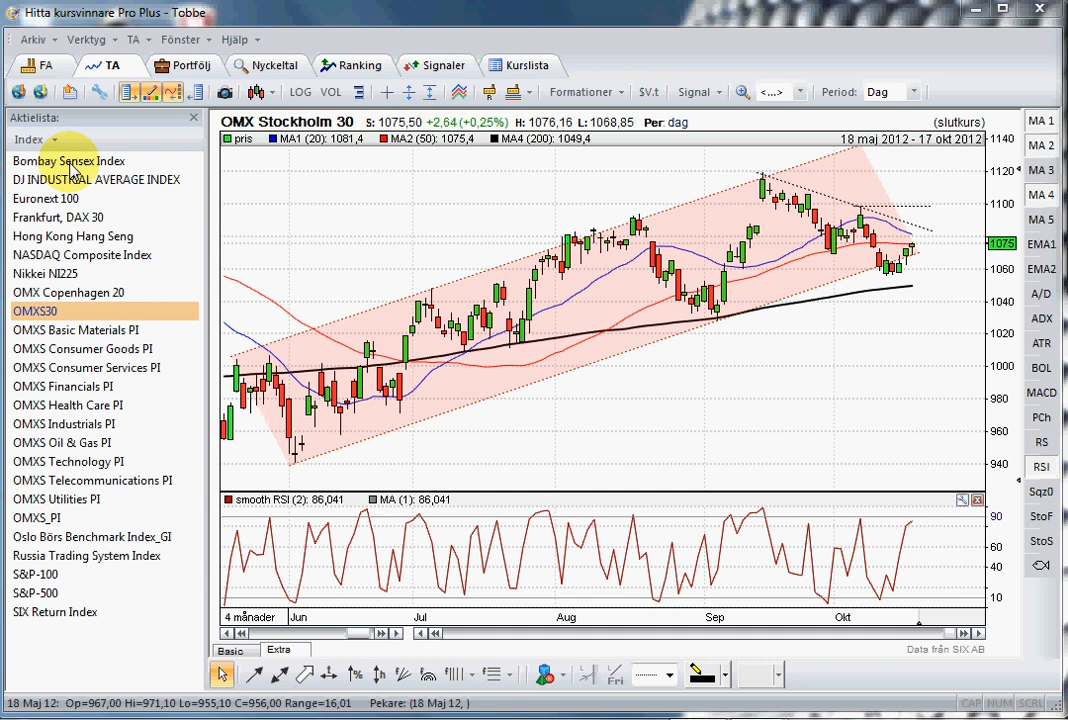 Hitta kursvinnare Pro Plus - Tobbe
Arkiv Verktyg TA Fönster Hjälp
FA TA Portfölj Nyckeltal Ranking Signaler Kurslista
LOG VOL Formationer $V.t Signal <...> Period: Dag
Aktielista:
Index
Bombay Sensex Index
DJ INDUSTRIAL AVERAGE INDEX
Euronext 100
Frankfurt, DAX 30
Hong Kong Hang Seng
NASDAQ Composite Index
Nikkei NI225
OMX Copenhagen 20
OMXS30
OMXS Basic Materials PI
OMXS Consumer Goods PI
OMXS Consumer Services PI
OMXS Financials PI
OMXS Health Care PI
OMXS Industrials PI
OMXS Oil & Gas PI
OMXS Technology PI
OMXS Telecommunications PI
OMXS Utilities PI
OMXS_PI
Oslo Börs Benchmark Index_GI
Russia Trading System Index
S&P-100
S&P-500
SIX Return Index
OMX Stockholm 30 S: 1075,50 +2,64 (+0,25%) H: 1076,16 L: 1068,85 Per: dag (slutkurs)
pris MA1 (20): 1081,4 MA2 (50): 1075,4 MA4 (200): 1049,4 18 maj 2012 - 17 okt 2012
1140
1120
1100
1075
1060
1040
1020
1000
980
960
940
smooth RSI (2): 86,041 MA (1): 86,041
90
60
40
10
4 månader Jun Jul Aug Sep Okt
Basic Extra Data från SIX AB
MA 1
MA 2
MA 3
MA 4
MA 5
EMA1
EMA2
A/D
ADX
ATR
BOL
MACD
PCh
RS
RSI
Sqz0
StoF
StoS
Fri
18 Maj 12: Op=967,00 Hi=971,10 Lo=955,10 C=956,00 Range=16,01 Pekare: (18 Maj 12, ) CAP NUM SCRL